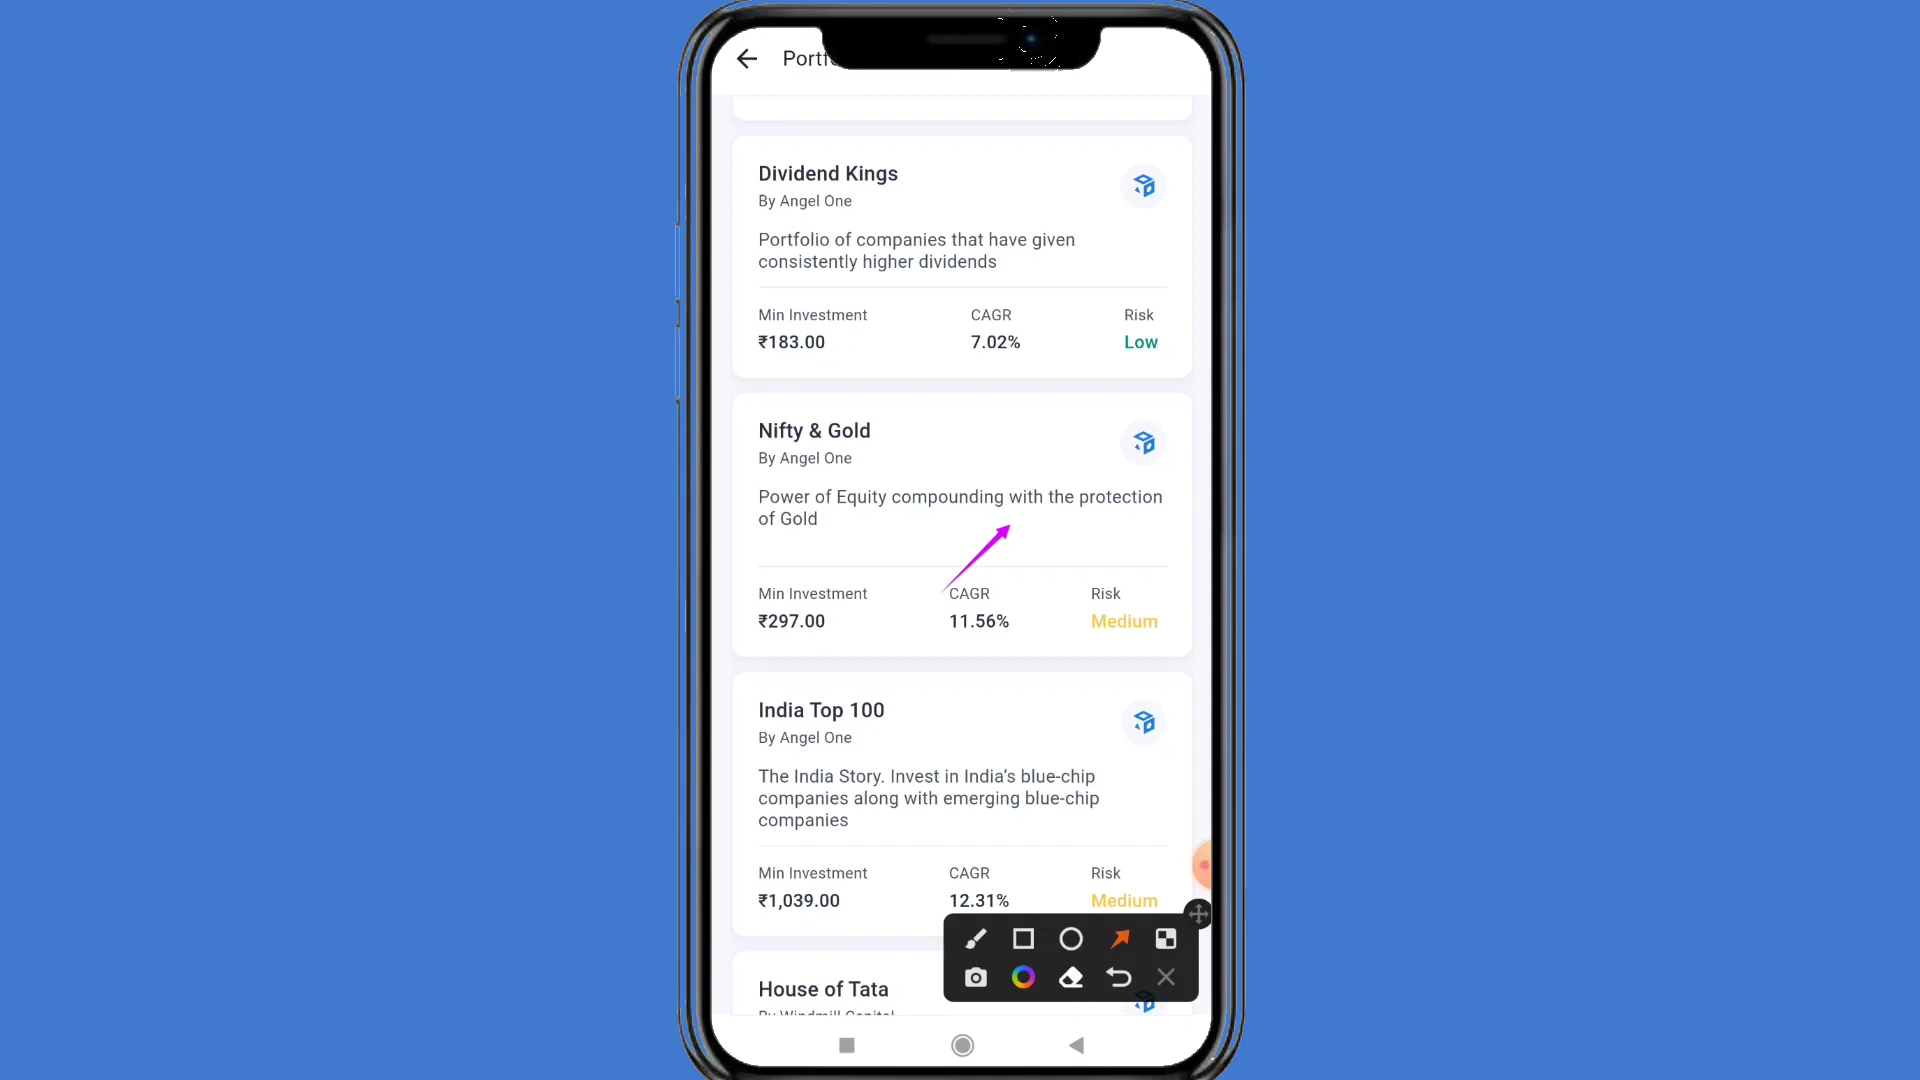 Portf
Dividend Kings
By Angel One
Portfolio of companies that have given
consistently higher dividends
Min Investment CAGR Risk
₹183.00 7.02% Low
Nifty & Gold
By Angel One
Power of Equity compounding with the protection
of Gold
Min Investment CAGR Risk
₹297.00 11.56% Medium
India Top 100
By Angel One
The India Story. Invest in India’s blue-chip
companies along with emerging blue-chip
companies
Min Investment CAGR Risk
₹1,039.00 12.31% Medium
House of Tata
By Windmill Capital